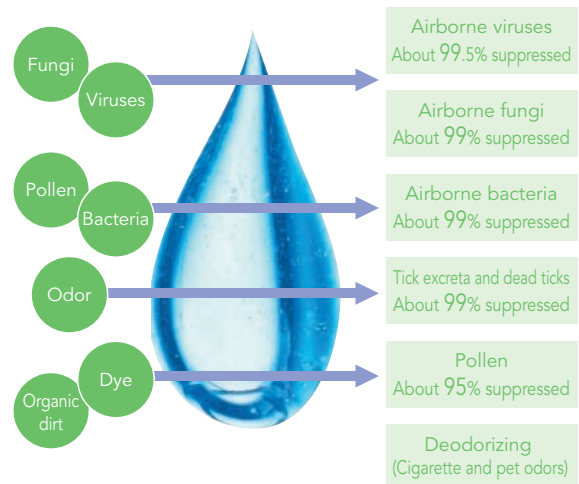 Fungi
Viruses
Pollen
Bacteria
Odor
Dye
Organic
dirt
Airborne viruses
About 99.5% suppressed
Airborne fungi
About 99% suppressed
Airborne bacteria
About 99% suppressed
Tick excreta and dead ticks
About 99% suppressed
Pollen
About 95% suppressed
Deodorizing
(Cigarette and pet odors)